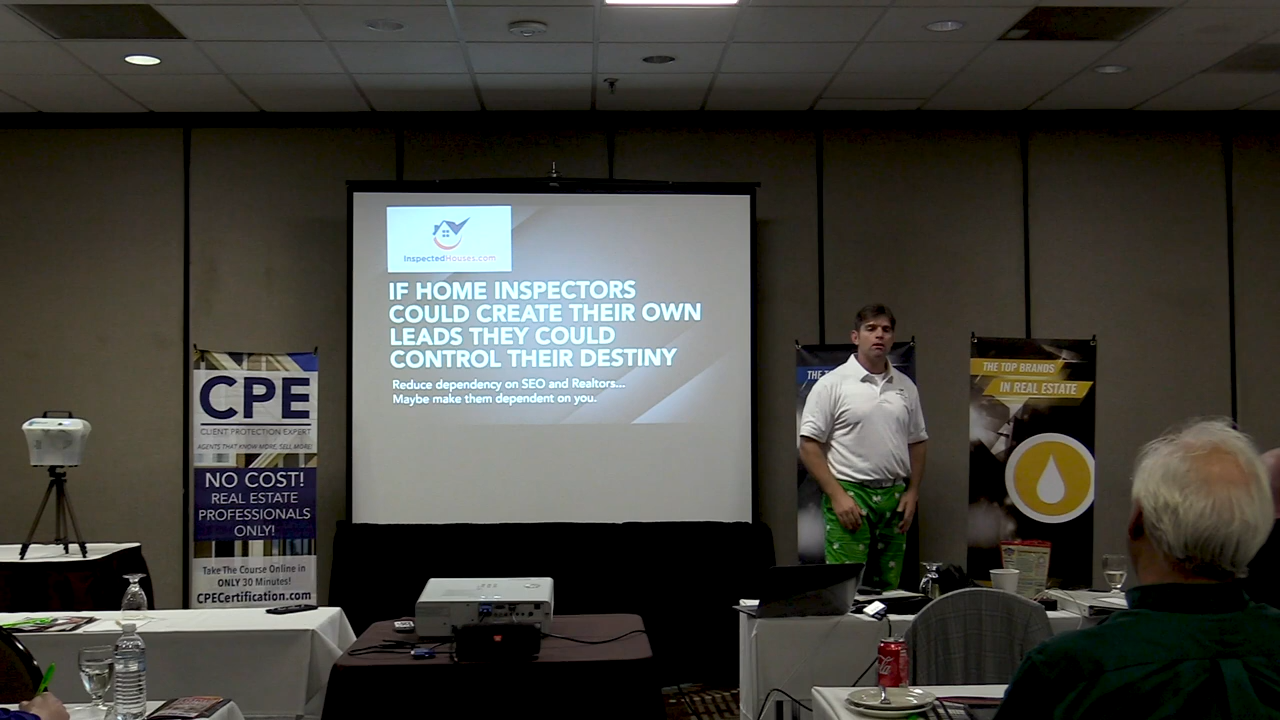 InspectedHouses.com
IF HOME INSPECTORS
COULD CREATE THEIR OWN
LEADS THEY COULD
CONTROL THEIR DESTINY
Reduce dependency on SEO and Realtors...
Maybe make them dependent on you.
CPE
CLIENT PROTECTION EXPERT
AGENTS THAT KNOW MORE, SELL MORE!
NO COST!
REAL ESTATE
PROFESSIONALS
ONLY!
Take The Course Online in
ONLY 30 Minutes!
CPECertification.com
THE T
THE TOP BRANDS
IN REAL ESTATE